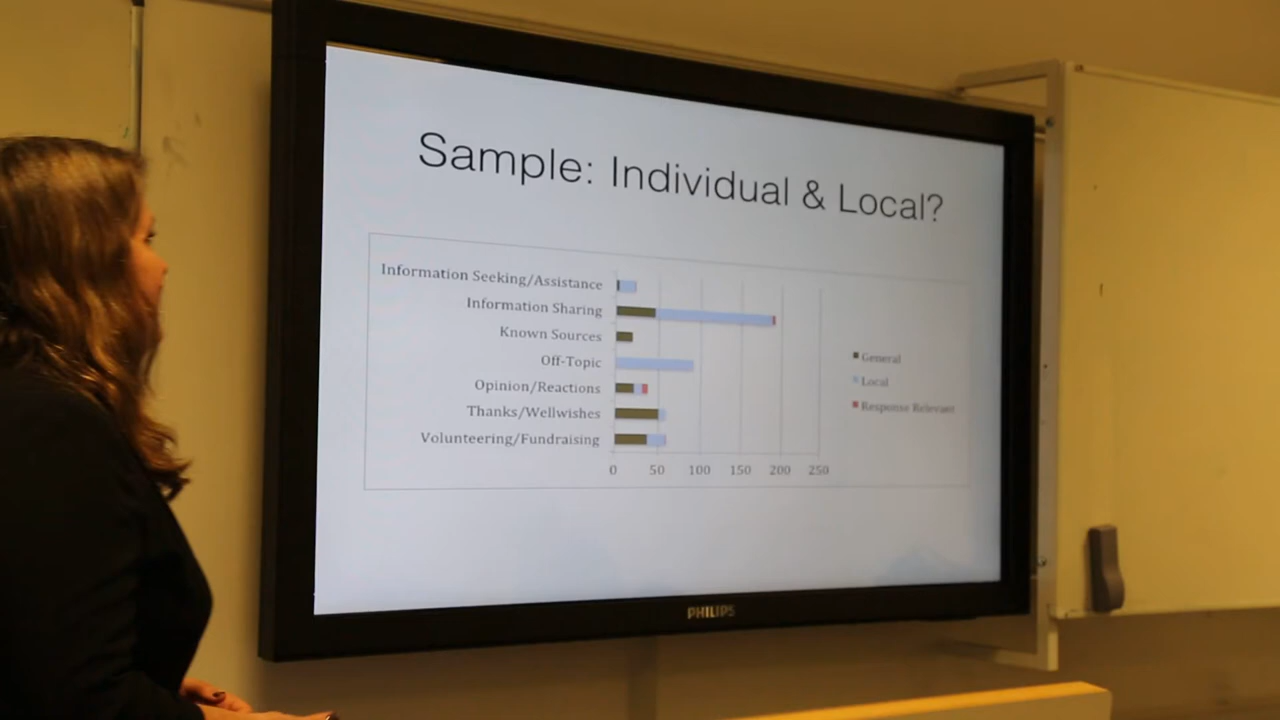 Sample: Individual & Local?
Information Seeking/Assistance
Information Sharing
Known Sources
Off-Topic
Opinion/Reactions
Thanks/Wellwishes
Volunteering/Fundraising
0 50 100 150 200 250
General
Local
Response Relevant
PHILIPS